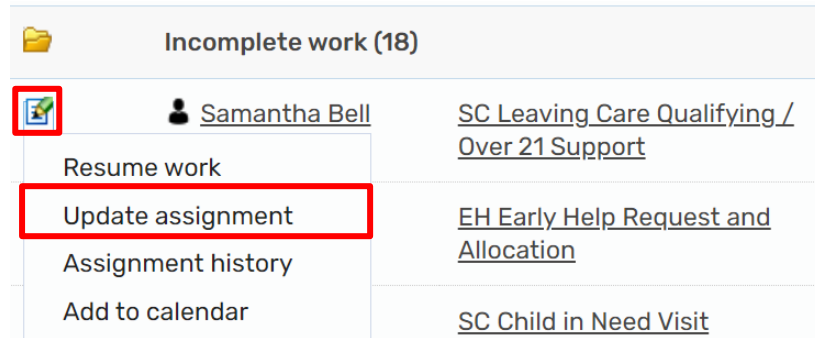 Incomplete work (18)
Samantha Bell
SC Leaving Care Qualifying /
Over 21 Support
Resume work
Update assignment
Assignment history
Add to calendar
EH Early Help Request and
Allocation
SC Child in Need Visit